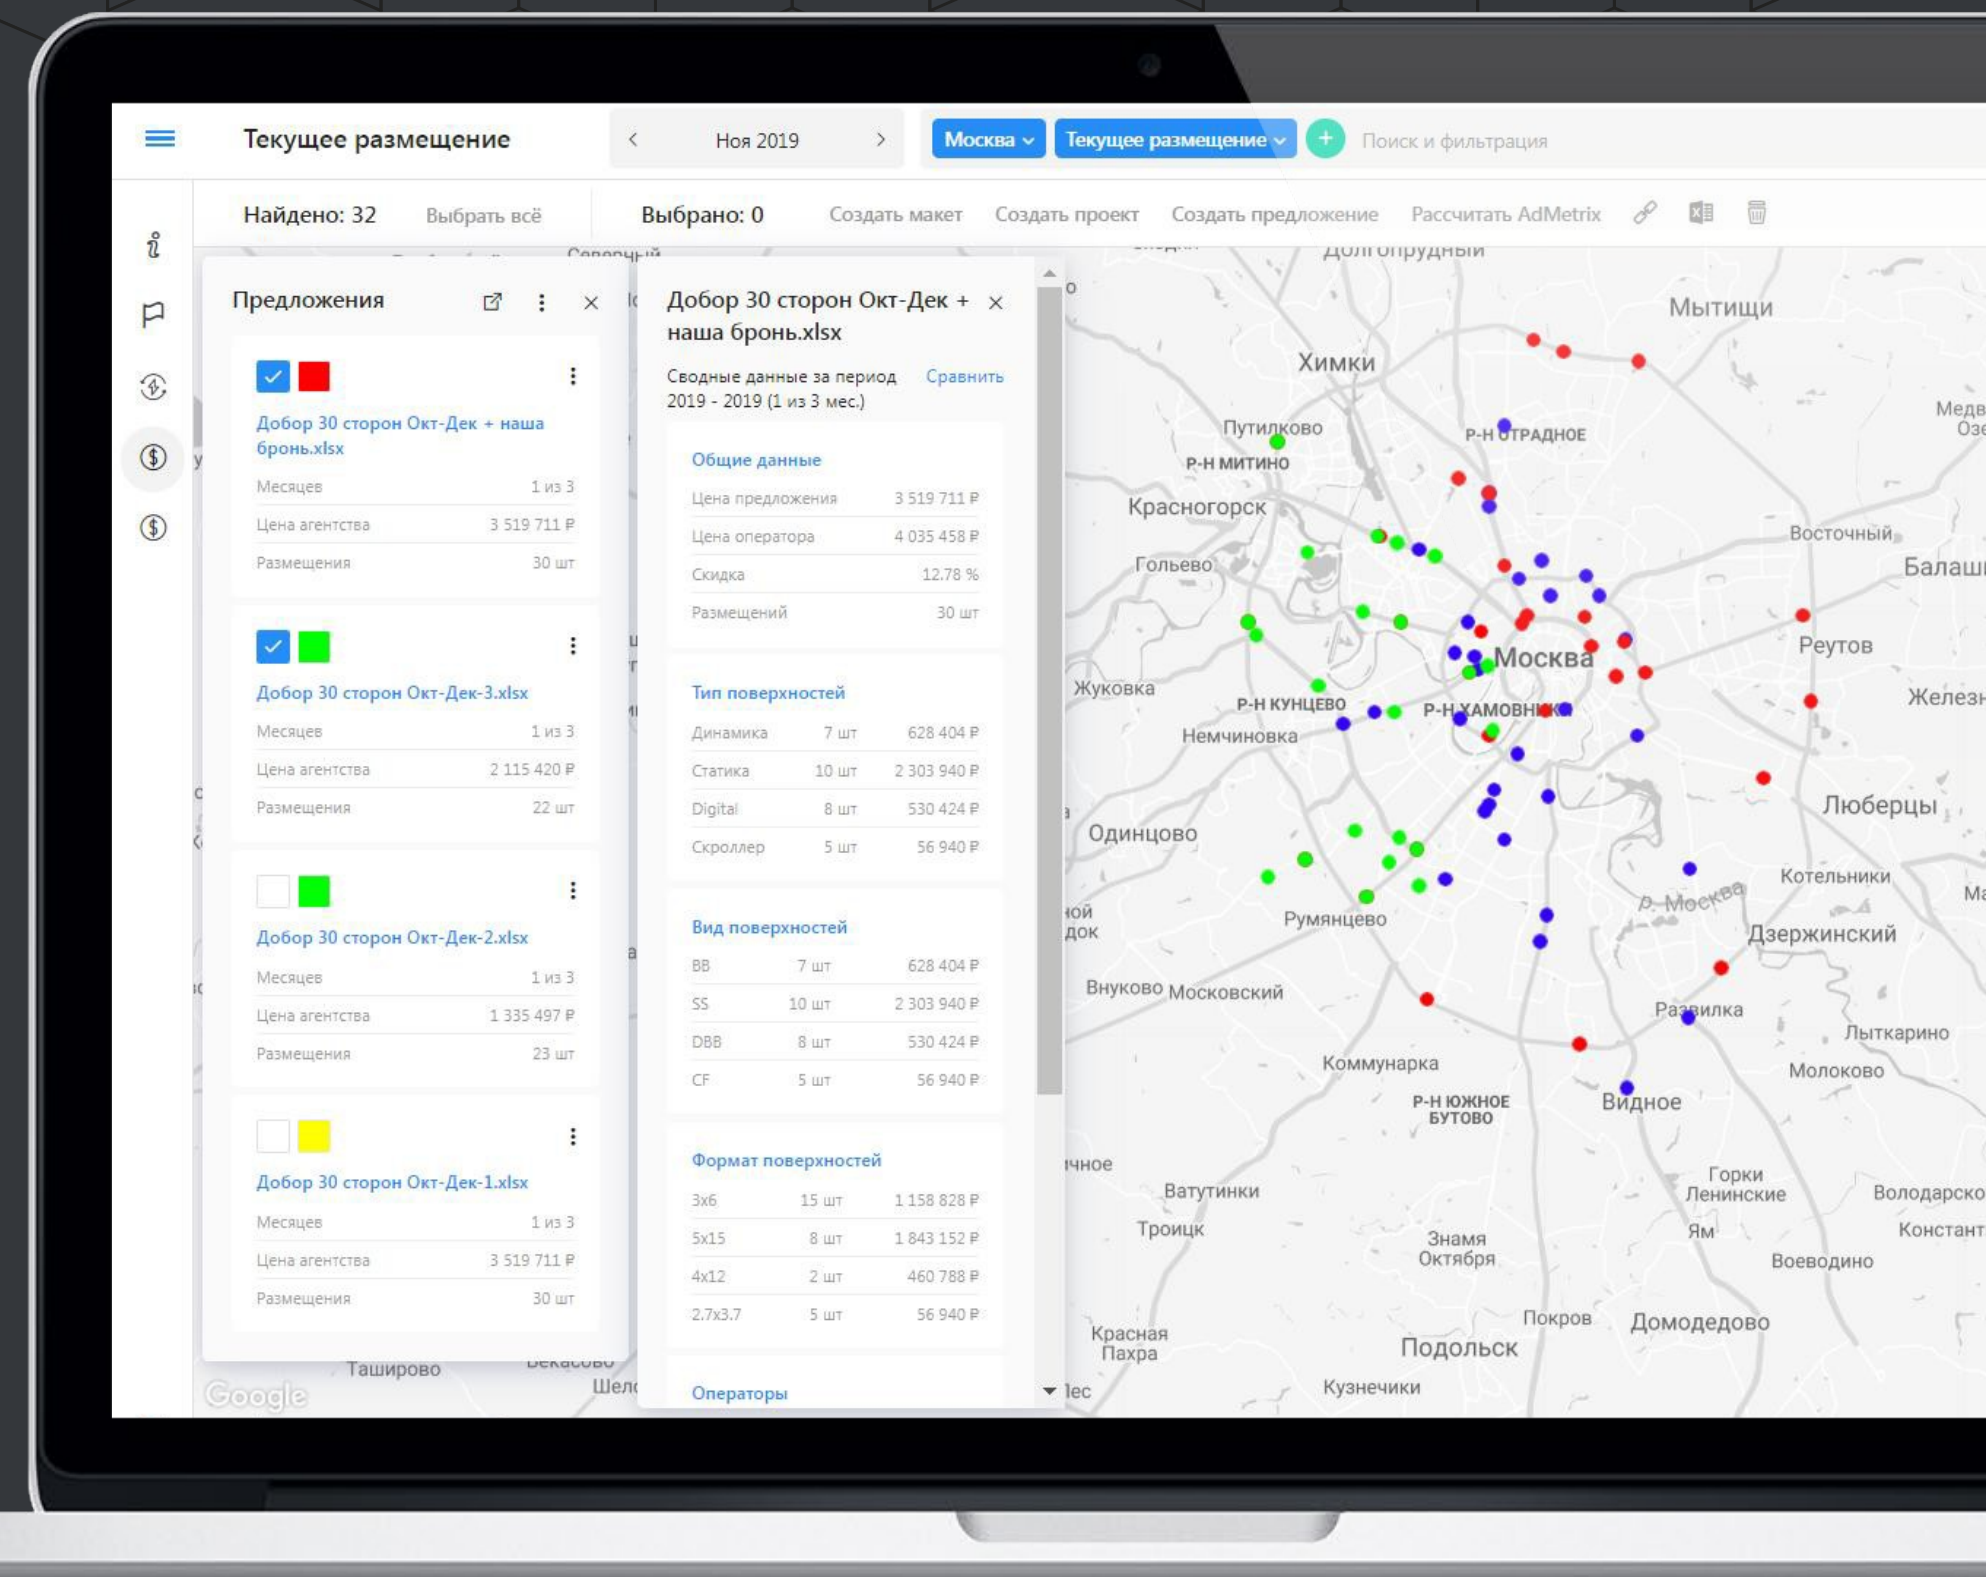 Текущее размещение
Ноя 2019
Москва
Текущее размещение
+
Поиск и фильтрация
Найдено: 32
Выбрать всё
Выбрано: 0
Создать макет
Создать проект
Создать предложение
Рассчитать AdMetrix
Предложения
Добор 30 сторон Окт-Дек + наша
бронь.xlsx
Месяцев 1 из 3
Цена агентства 3 519 711 ₽
Размещения 30 шт
Добор 30 сторон Окт-Дек-3.xlsx
Месяцев 1 из 3
Цена агентства 2 115 420 ₽
Размещения 22 шт
Добор 30 сторон Окт-Дек-2.xlsx
Месяцев 1 из 3
Цена агентства 1 335 497 ₽
Размещения 23 шт
Добор 30 сторон Окт-Дек-1.xlsx
Месяцев 1 из 3
Цена агентства 3 519 711 ₽
Размещения 30 шт
Добор 30 сторон Окт-Дек +
наша бронь.xlsx
Сводные данные за период
2019 - 2019 (1 из 3 мес.)
Сравнить
Общие данные
Цена предложения 3 519 711 ₽
Цена оператора 4 035 458 ₽
Скидка 12.78 %
Размещений 30 шт
Тип поверхностей
Динамика 7 шт 628 404 ₽
Статика 10 шт 2 303 940 ₽
Digital 8 шт 530 424 ₽
Скроллер 5 шт 56 940 ₽
Вид поверхностей
BB 7 шт 628 404 ₽
SS 10 шт 2 303 940 ₽
DBB 8 шт 530 424 ₽
CF 5 шт 56 940 ₽
Формат поверхностей
3x6 15 шт 1 158 828 ₽
5x15 8 шт 1 843 152 ₽
4x12 2 шт 460 788 ₽
2.7x3.7 5 шт 56 940 ₽
Операторы
Северный
Долгопрудный
Мытищи
Химки
Путилково
Р-Н ОТРАДНОЕ
Р-Н МИТИНО
Красногорск
Восточный
Гольево
Москва
Реутов
Жуковка
Р-Н КУНЦЕВО
Р-Н ХАМОВНИКИ
Немчиновка
Люберцы
Одинцово
Котельники
р. Москва
Румянцево
Дзержинский
Внуково
Московский
Развилка
Лыткарино
Коммунарка
Молоково
Р-Н ЮЖНОЕ
БУТОВО
Видное
Горки
Ленинские
Ватутинки
Троицк
Ям
Знамя
Октября
Воеводино
Покров
Домодедово
Красная
Пахра
Подольск
Кузнечики
Таширово
Бекасово
Google